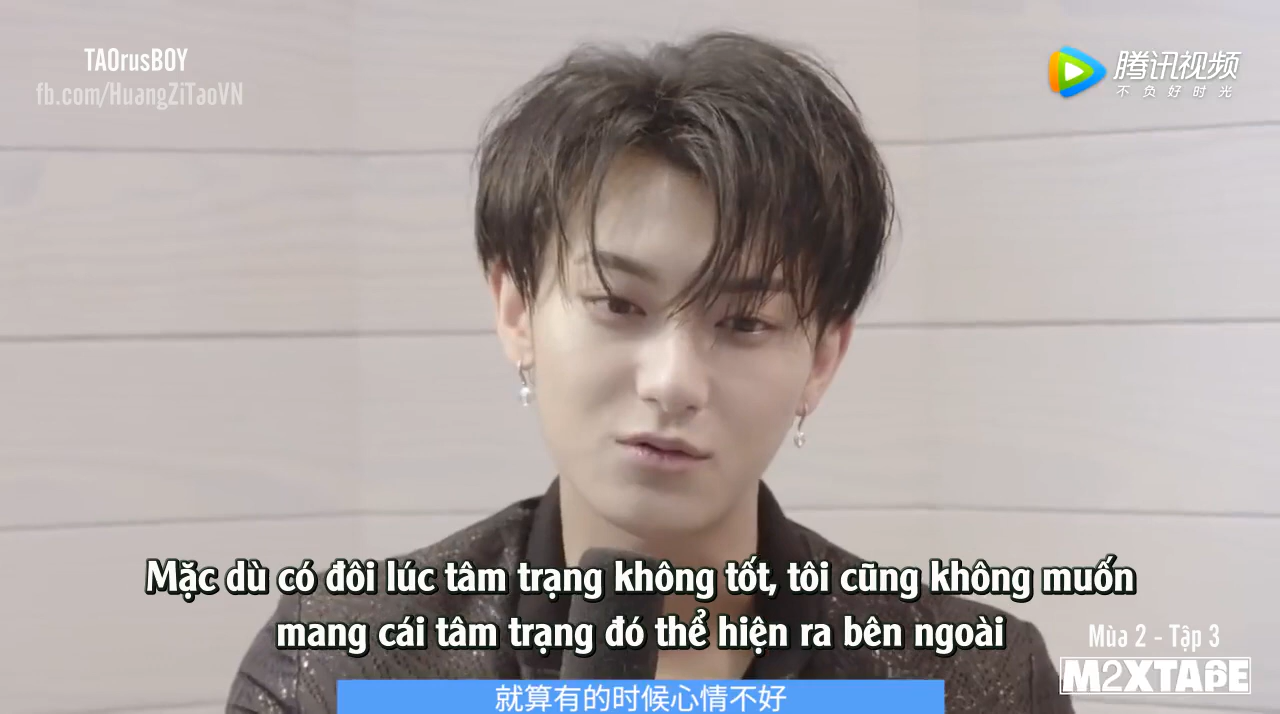 TAOrusBOY
fb.com/HuangZiTaoVN
腾讯视频
不负好时光
Mặc dù có đôi lúc tâm trạng không tốt, tôi cũng không muốn
mang cái tâm trạng đó thể hiện ra bên ngoài
Mùa 2 - Tập 3
M2XTAPE
就算有的时候心情不好